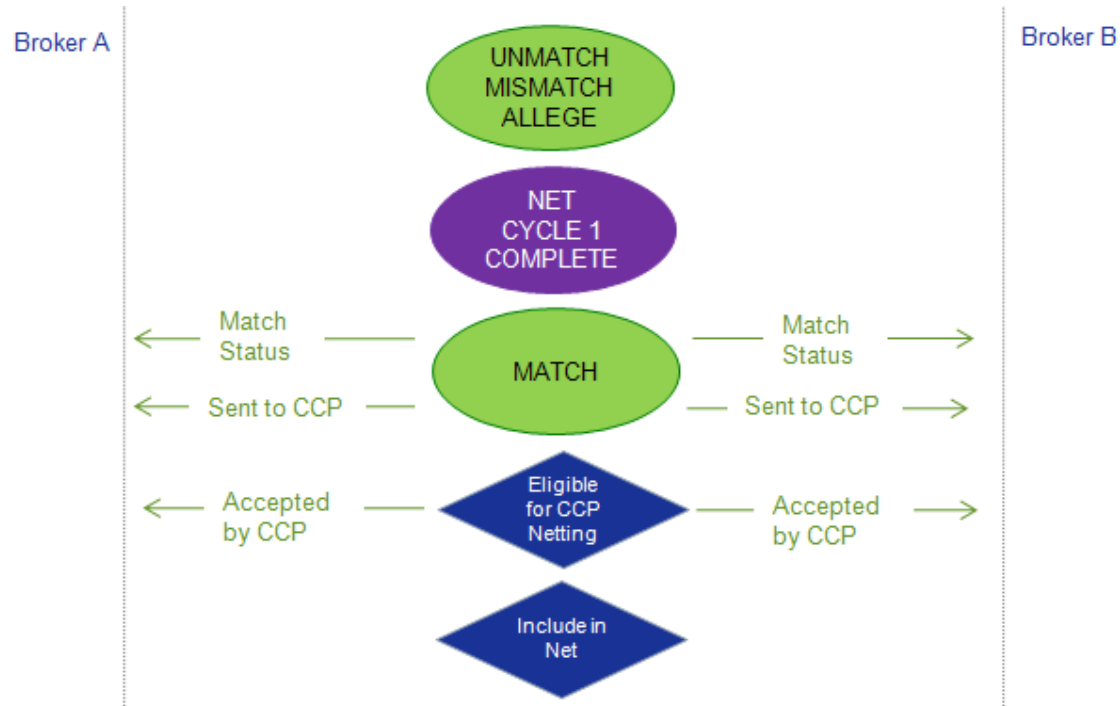 Broker A
Broker B
UNMATCH
MISMATCH
ALLEGE
NET
CYCLE 1
COMPLETE
Match
Status
MATCH
Match
Status
Sent to CCP
Sent to CCP
Accepted
by CCP
Eligible
for CCP
Netting
Accepted
by CCP
Include in
Net